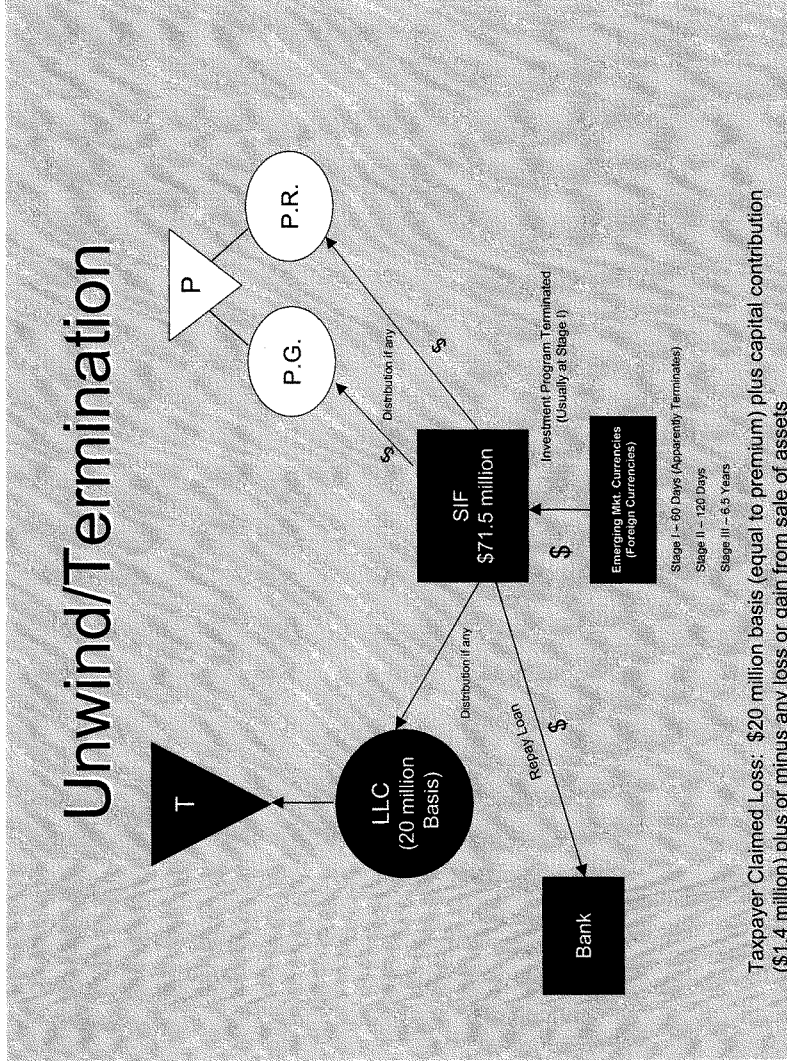 Unwind/Termination
T
P
P.G.
P.R.
LLC
(20 million
Basis)
Distribution if any
$
Distribution if any
$
SIF
$71.5 million
Investment Program Terminated
(Usually at Stage I)
Repay Loan
$
$
Bank
Emerging Mkt. Currencies
(Foreign Currencies)
Stage I – 60 Days (Apparently Terminates)
Stage II – 120 Days
Stage III – 6.5 Years
Taxpayer Claimed Loss: $20 million basis (equal to premium) plus capital contribution
($1.4 million) plus or minus any loss or gain from sale of assets